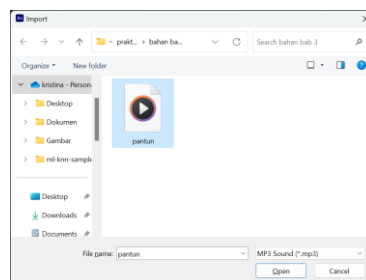 Import
prakt... › bahan ba...
Search bahan bab 3
Organize
New folder
kristina - Person
Desktop
Dokumen
Gambar
ml-knn-sample
pantun
Desktop
Downloads
Documents
File name: pantun
MP3 Sound (*.mp3)
Open
Cancel